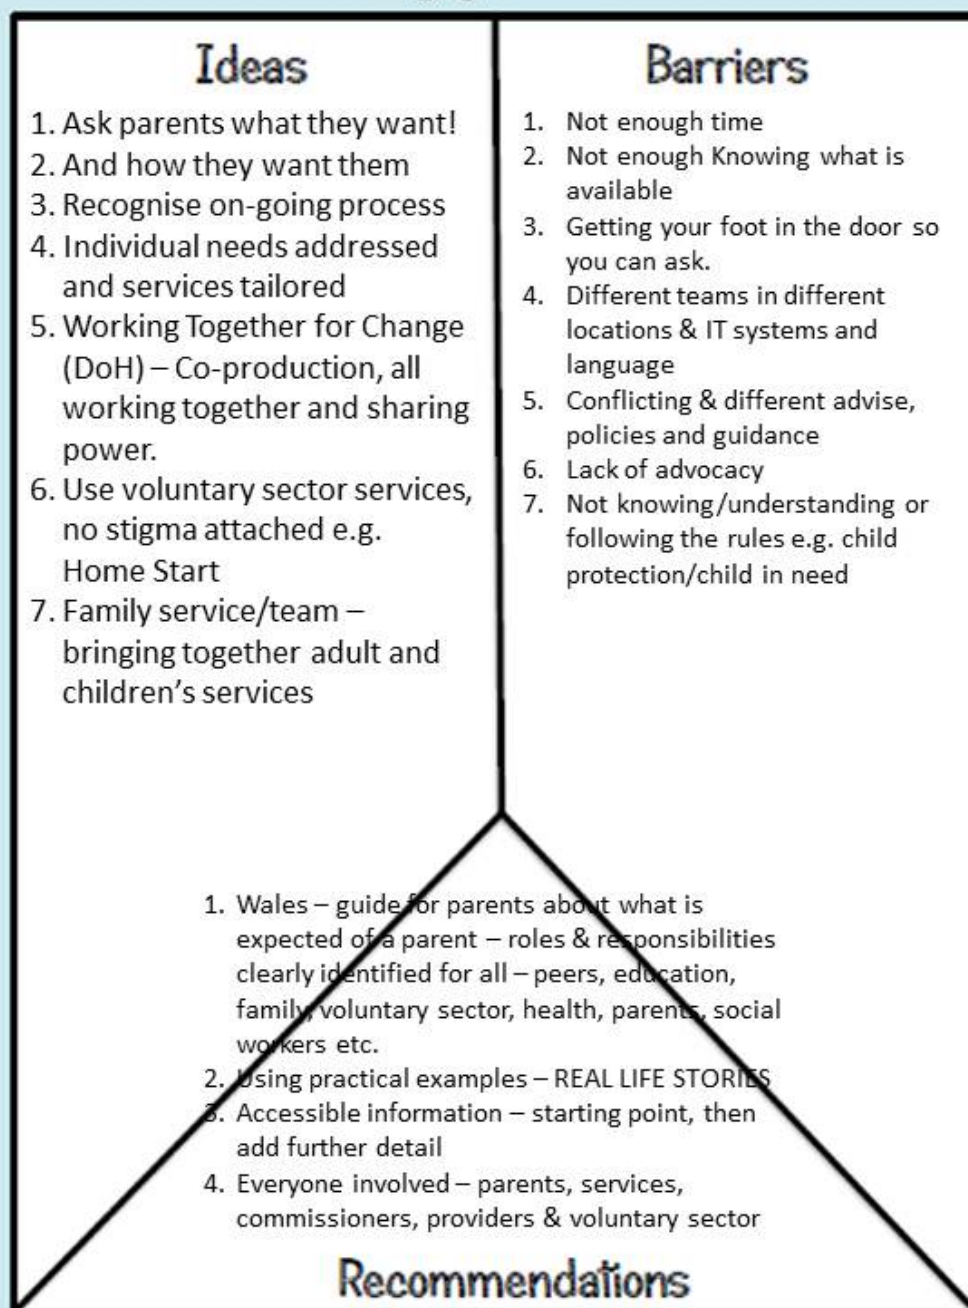 Ideas
1. Ask parents what they want!
2. And how they want them
3. Recognise on-going process
4. Individual needs addressed
and services tailored
5. Working Together for Change
(DoH) – Co-production, all
working together and sharing
power.
6. Use voluntary sector services,
no stigma attached e.g.
Home Start
7. Family service/team –
bringing together adult and
children's services
Barriers
1. Not enough time
2. Not enough Knowing what is
available
3. Getting your foot in the door so
you can ask.
4. Different teams in different
locations & IT systems and
language
5. Conflicting & different advise,
policies and guidance
6. Lack of advocacy
7. Not knowing/understanding or
following the rules e.g. child
protection/child in need
1. Wales – guide for parents about what is
expected of a parent – roles & responsibilities
clearly identified for all – peers, education,
family, voluntary sector, health, parents, social
workers etc.
2. Using practical examples – REAL LIFE STORIES
3. Accessible information – starting point, then
add further detail
4. Everyone involved – parents, services,
commissioners, providers & voluntary sector
Recommendations